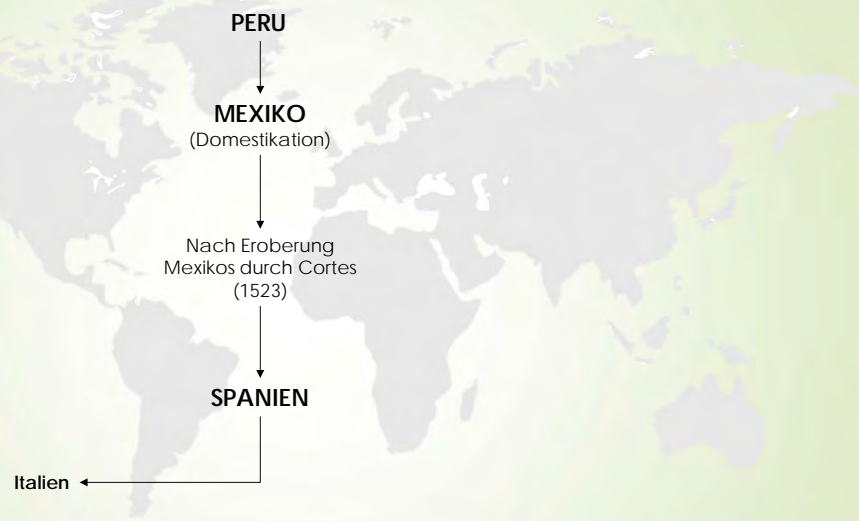 PERU
MEXIKO
(Domestikation)
Nach Eroberung
Mexikos durch Cortes
(1523)
SPANIEN
Italien